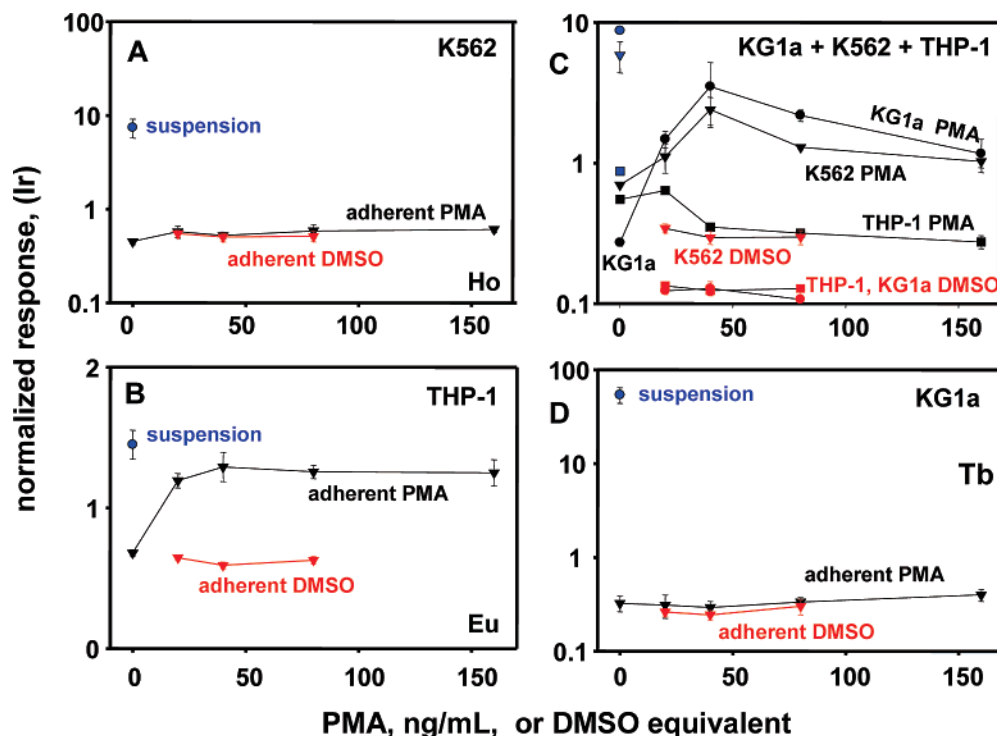 normalized response, (Ir)
100
10
1
0.1
A
K562
suspension
adherent PMA
adherent DMSO
Ho
0
50
100
150
10
1
0.1
C
KG1a + K562 + THP-1
KG1a PMA
K562 PMA
THP-1 PMA
KG1a
K562 DMSO
THP-1, KG1a DMSO
0
50
100
150
2
1
0
B
THP-1
suspension
adherent PMA
adherent DMSO
Eu
0
50
100
150
100
10
1
0.1
D
KG1a
suspension
Tb
adherent PMA
adherent DMSO
0
50
100
150
PMA, ng/mL, or DMSO equivalent